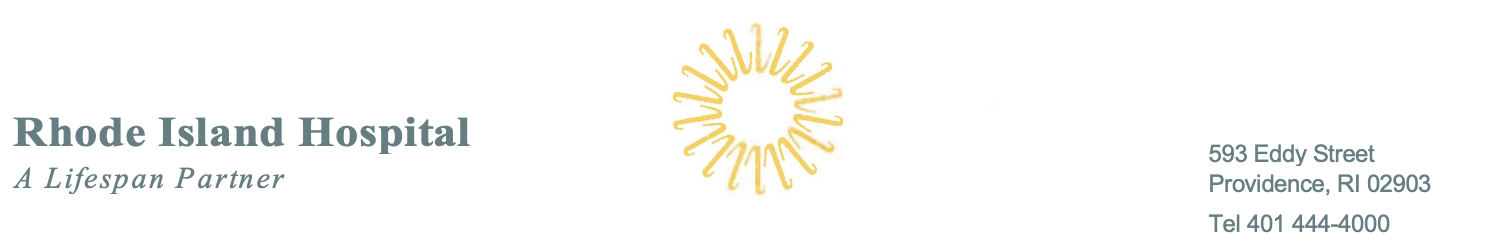 Rhode Island Hospital
A Lifespan Partner
593 Eddy Street
Providence, RI 02903
Tel 401 444-4000